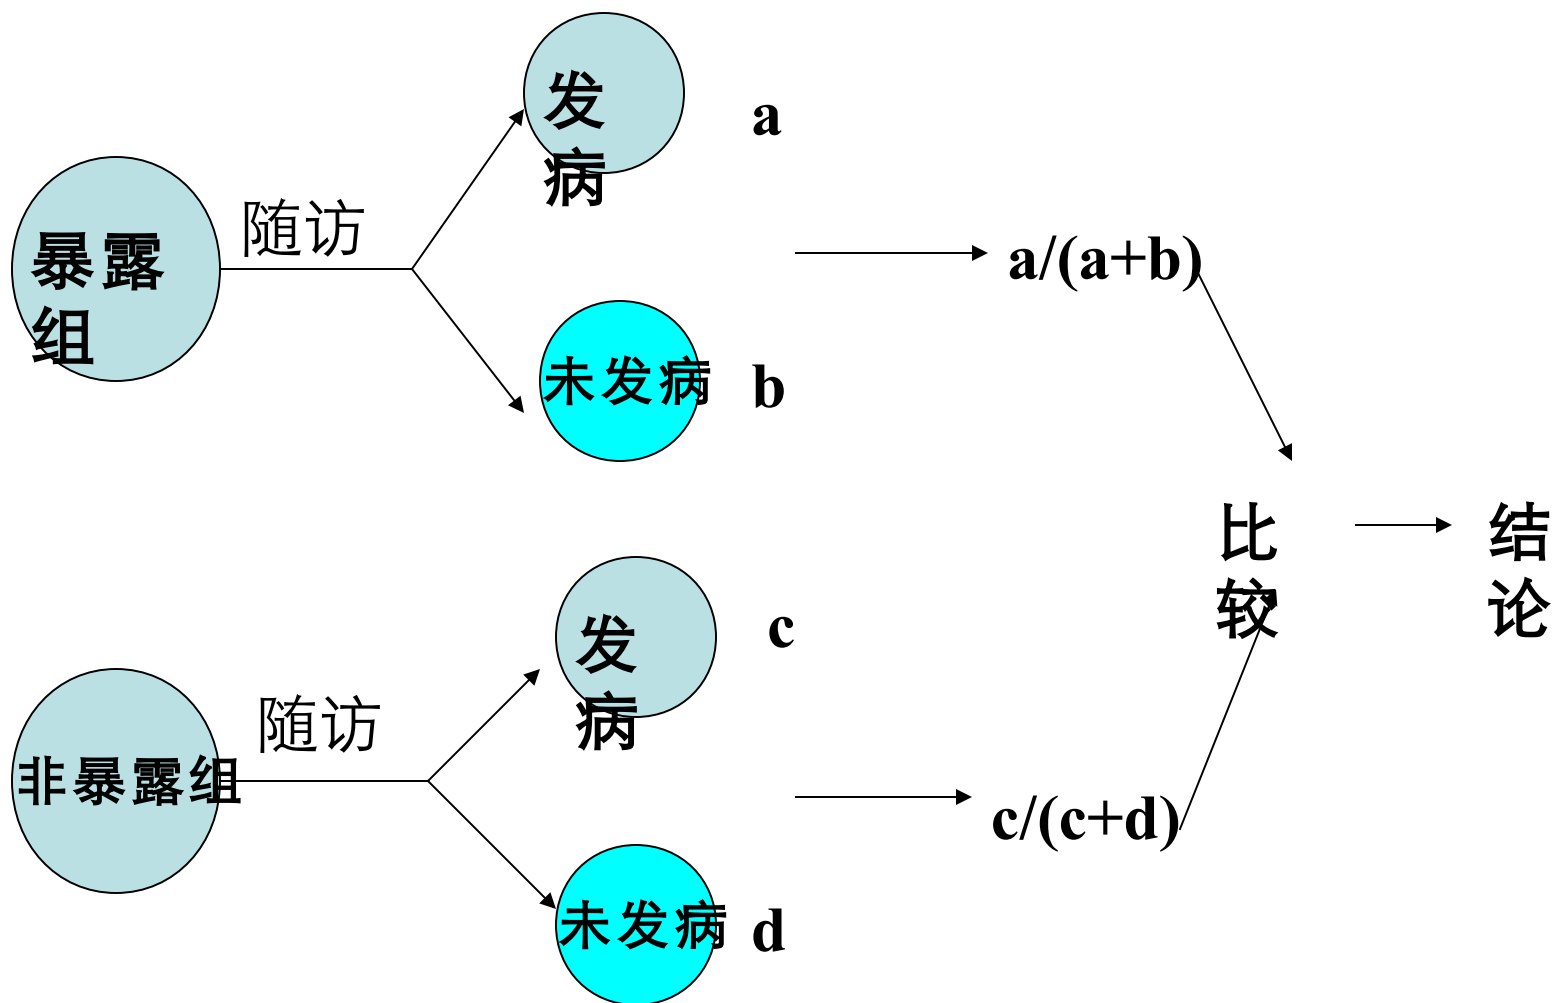 发
病
a
随访
暴露
组
a/(a+b)
未发病
b
比
较
结
论
发
病
c
随访
非暴露组
c/(c+d)
未发病
d